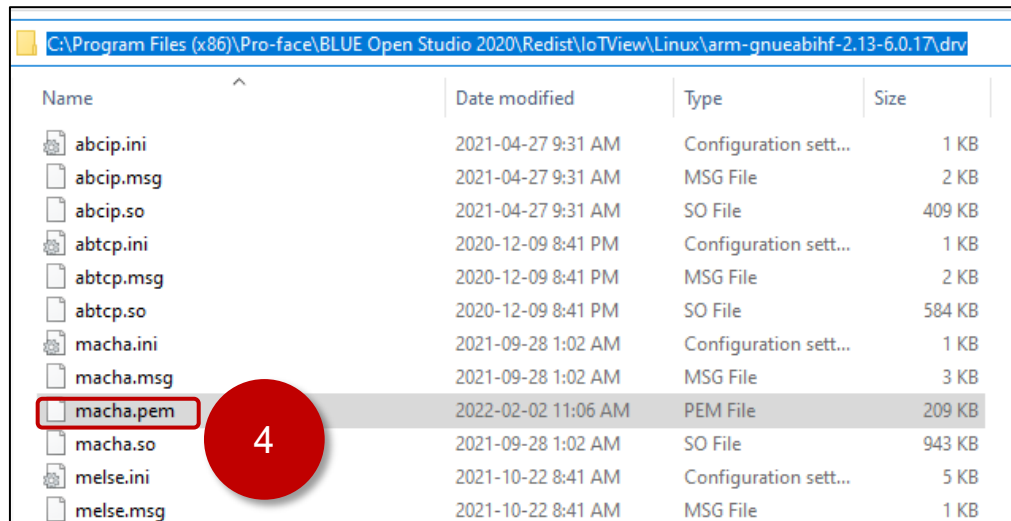 C:\Program Files (x86)\Pro-face\BLUE Open Studio 2020\Redist\IoTView\Linux\arm-gnueabihf-2.13-6.0.17\drv
Name Date modified Type Size
abcip.ini 2021-04-27 9:31 AM Configuration sett... 1 KB
abcip.msg 2021-04-27 9:31 AM MSG File 2 KB
abcip.so 2021-04-27 9:31 AM SO File 409 KB
abtcp.ini 2020-12-09 8:41 PM Configuration sett... 1 KB
abtcp.msg 2020-12-09 8:41 PM MSG File 2 KB
abtcp.so 2020-12-09 8:41 PM SO File 584 KB
macha.ini 2021-09-28 1:02 AM Configuration sett... 1 KB
macha.msg 2021-09-28 1:02 AM MSG File 3 KB
macha.pem 2022-02-02 11:06 AM PEM File 209 KB
4
macha.so 2021-09-28 1:02 AM SO File 943 KB
melse.ini 2021-10-22 8:41 AM Configuration sett... 5 KB
melse.msg 2021-10-22 8:41 AM MSG File 1 KB